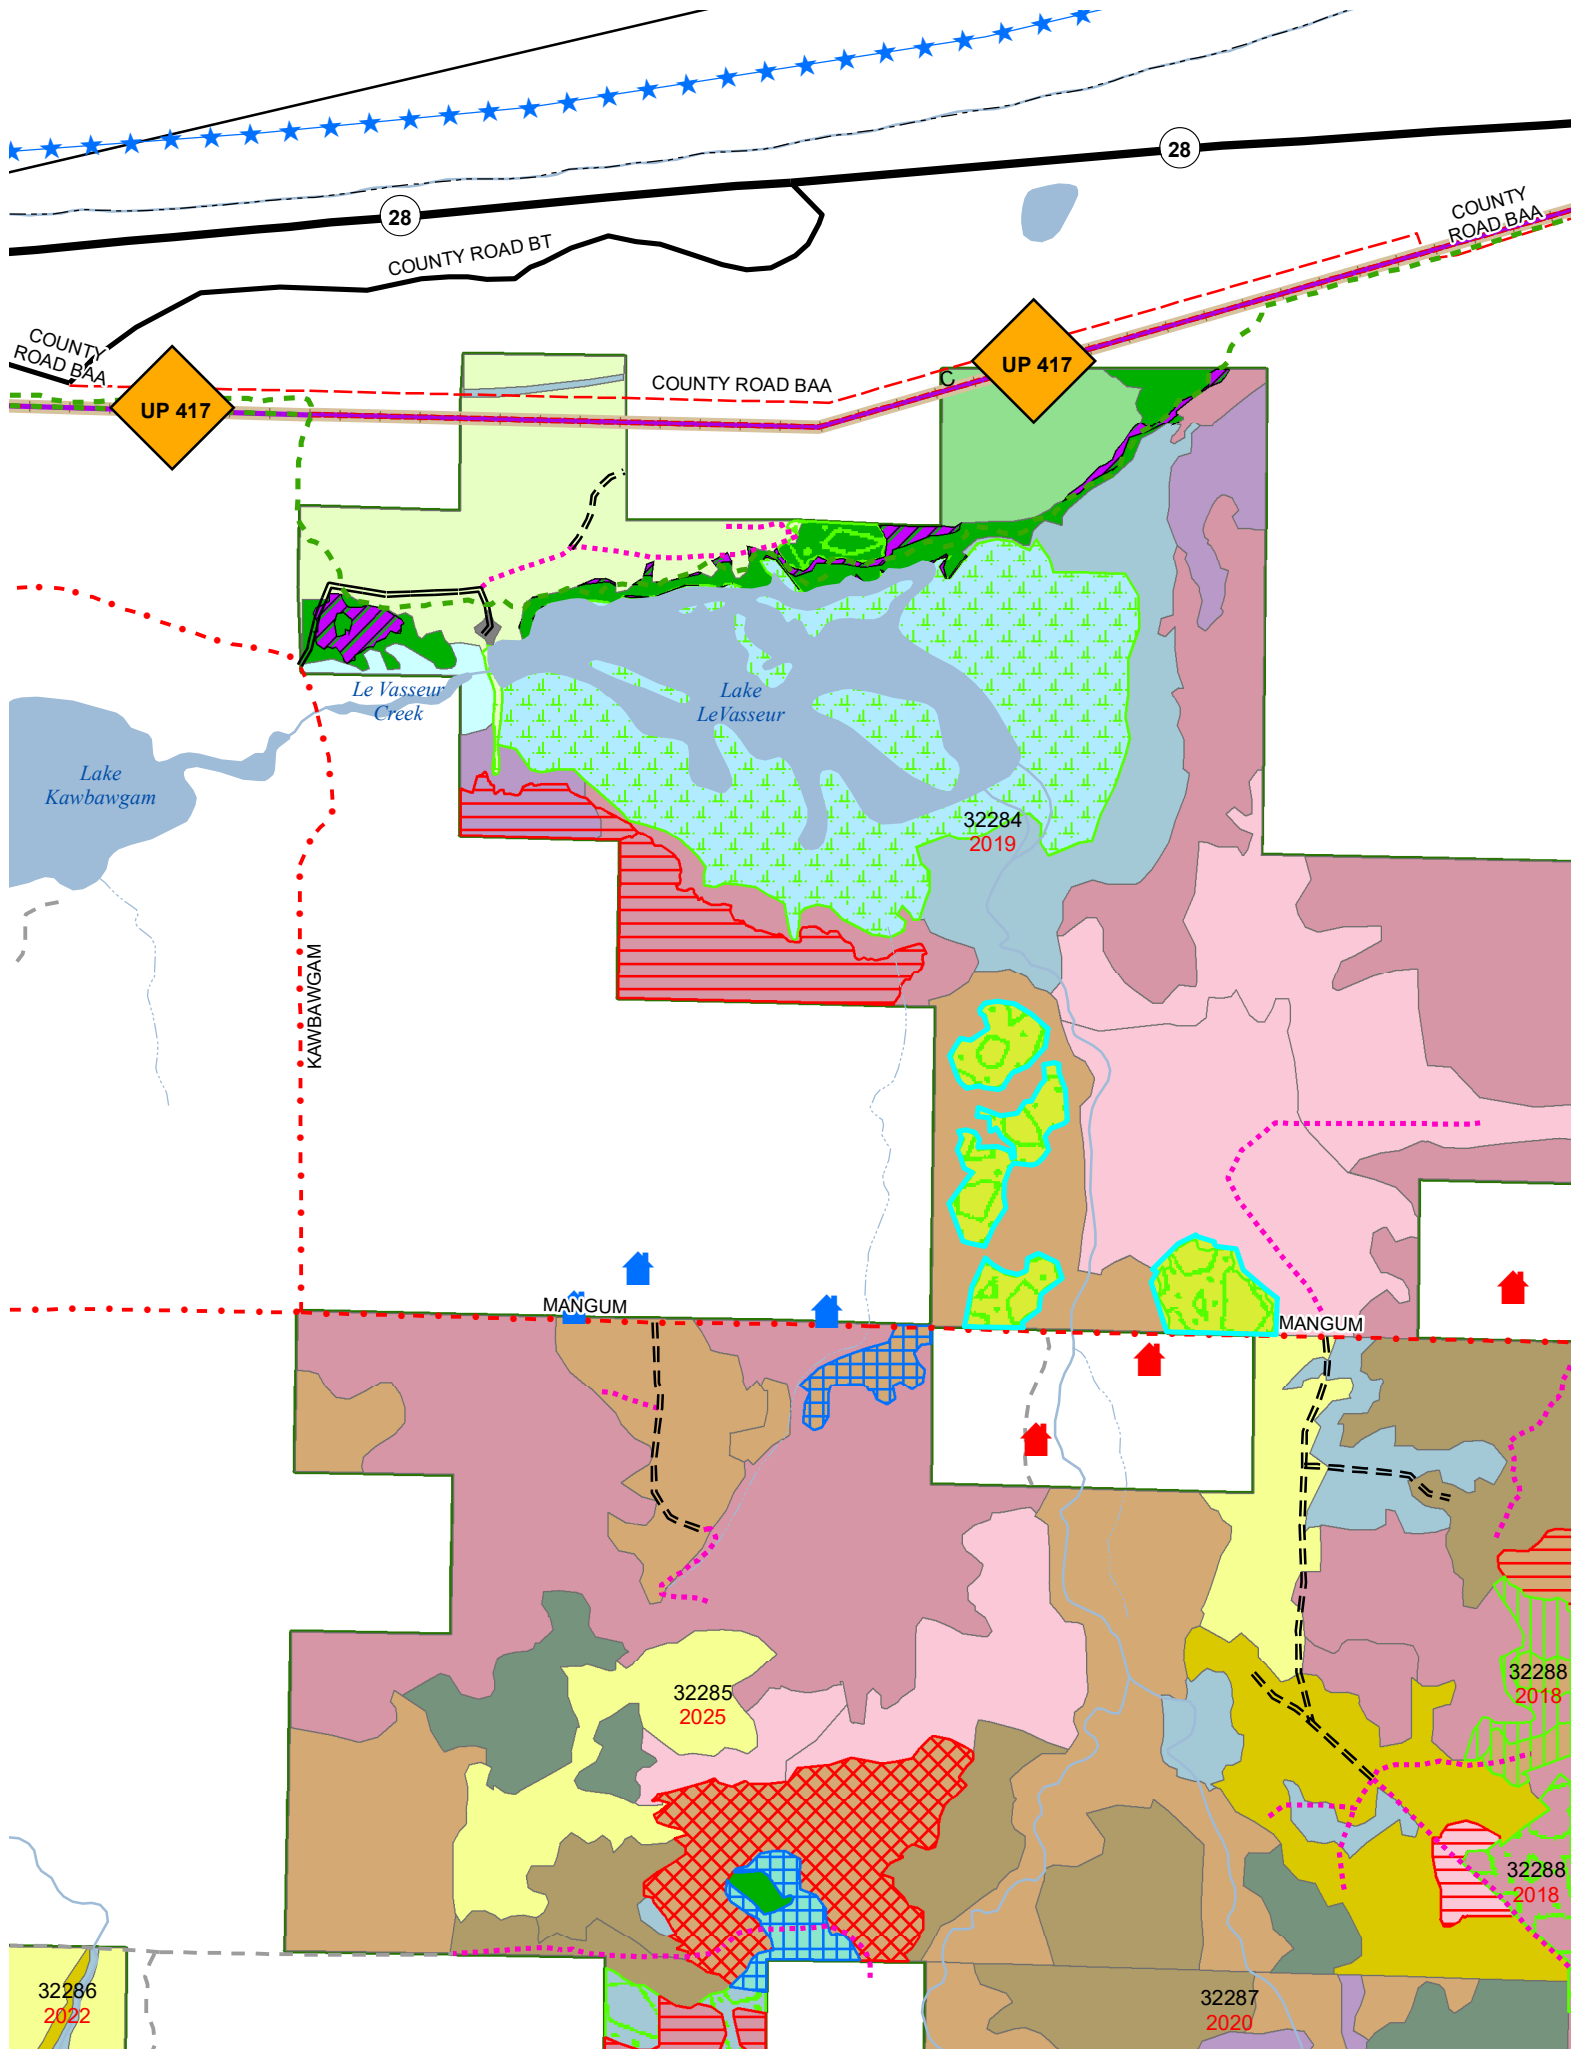 28
28
COUNTY
ROAD BAA
COUNTY ROAD BT
COUNTY
ROAD BAA
UP 417
COUNTY ROAD BAA
UP 417
C
Le Vasseur
Creek
Lake
LeVasseur
Lake
Kawbawgam
32284
2019
KAWBAWGAM
MANGUM
MANGUM
32285
2025
32288
2018
32288
2018
32286
2022
32287
2020